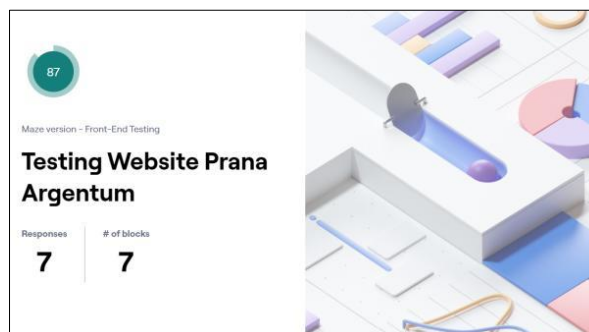 87
Maze version - Front-End Testing
Testing Website Prana
Argentum
Responses
# of blocks
7
7